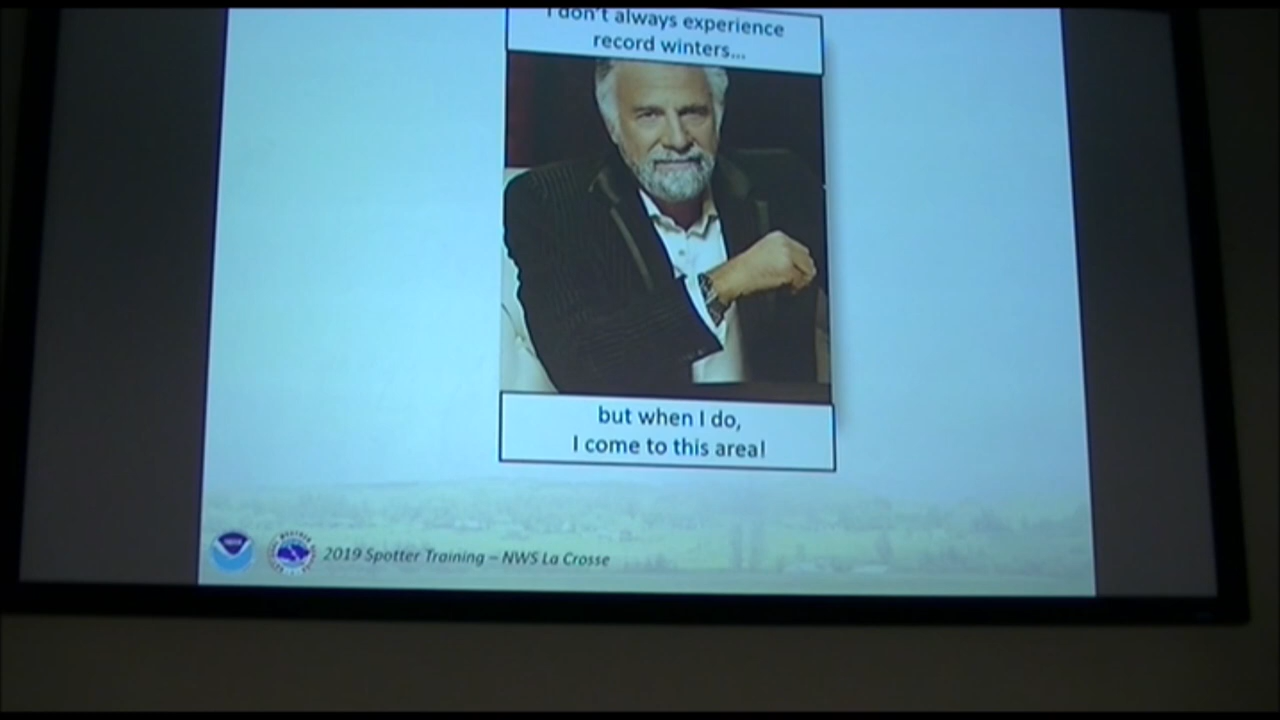 I don't always experience
record winters...
but when I do,
I come to this area!
2019 Spotter Training – NWS La Crosse